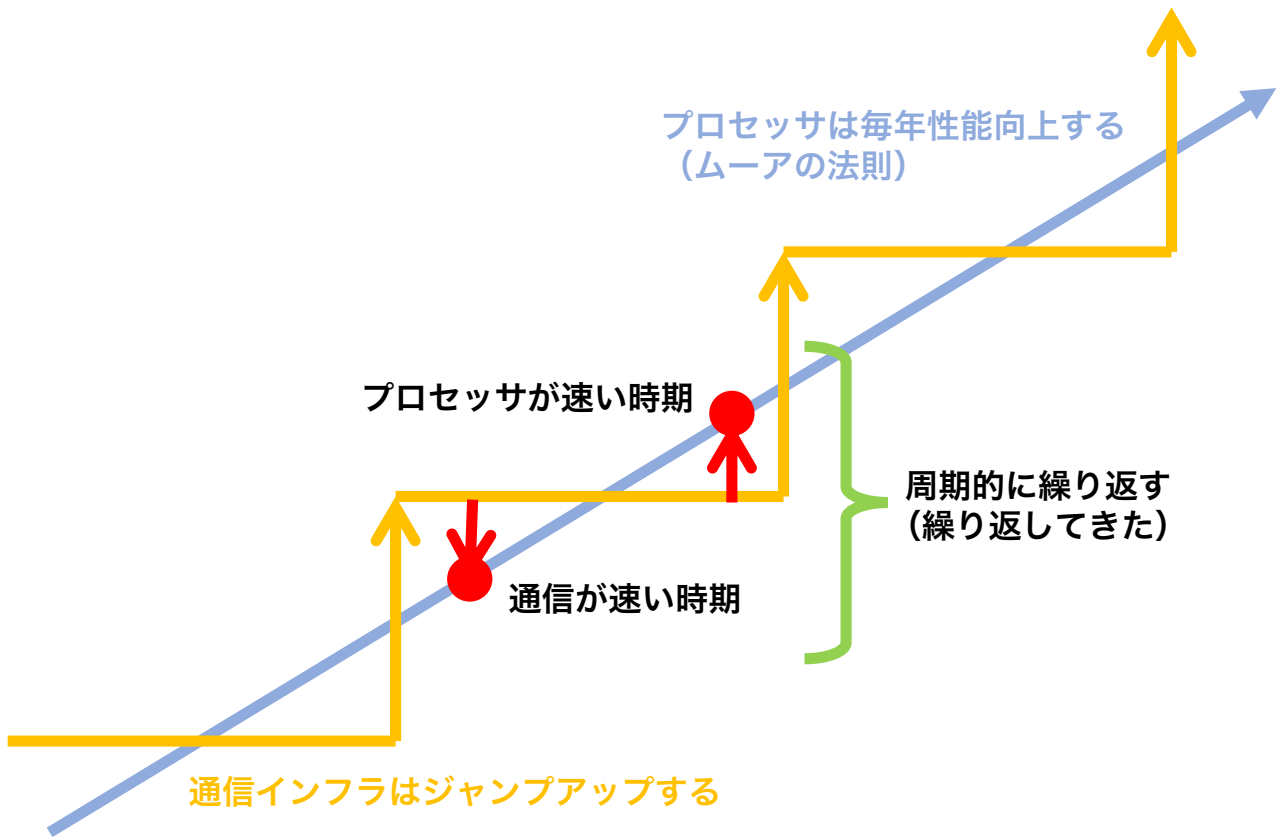 プロセッサは毎年性能向上する
（ムーアの法則）
プロセッサが速い時期
周期的に繰り返す
（繰り返してきた）
通信が速い時期
通信インフラはジャンプアップする